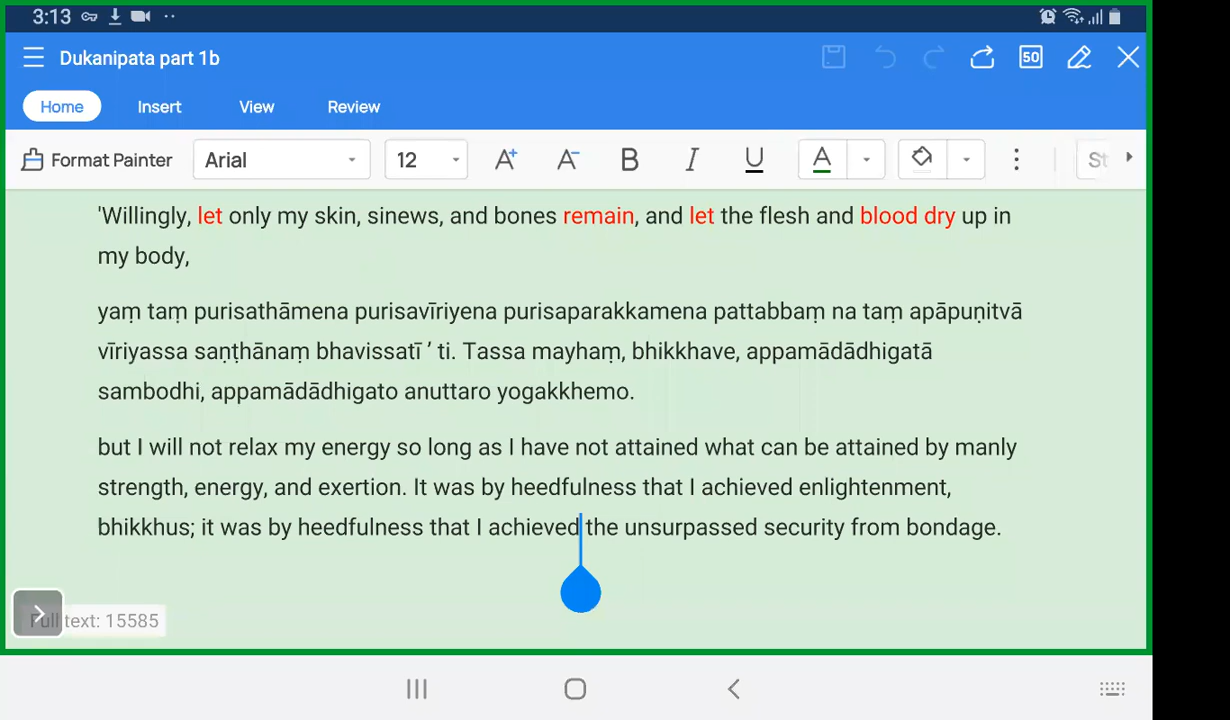 3:13
Dukanipata part 1b
50
Home Insert View Review
Format Painter Arial 12 A+ A- B I U A St
'Willingly, let only my skin, sinews, and bones remain, and let the flesh and blood dry up in
my body,
yaṃ taṃ purisathāmena purisavīriyena purisaparakkamena pattabbaṃ na taṃ apāpuṇitvā
vīriyassa saṇṭhānaṃ bhavissatī ’ ti. Tassa mayhaṃ, bhikkhave, appamādādhigatā
sambodhi, appamādādhigato anuttaro yogakkhemo.
but I will not relax my energy so long as I have not attained what can be attained by manly
strength, energy, and exertion. It was by heedfulness that I achieved enlightenment,
bhikkhus; it was by heedfulness that I achieved the unsurpassed security from bondage.
Full text: 15585